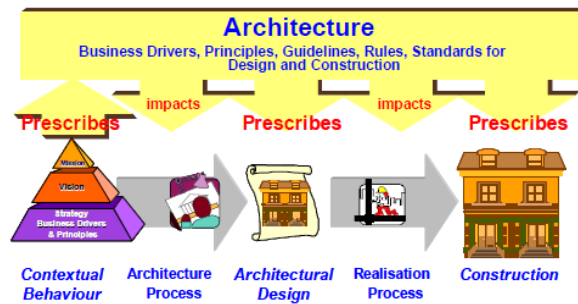 Architecture
Business Drivers, Principles, Guidelines, Rules, Standards for
Design and Construction
impacts
impacts
Prescribes
Prescribes
Prescribes
Mission
Vision
Strategy
Business Drivers
& Principles
Contextual
Behaviour
Architecture
Process
Architectural
Design
Realisation
Process
Construction